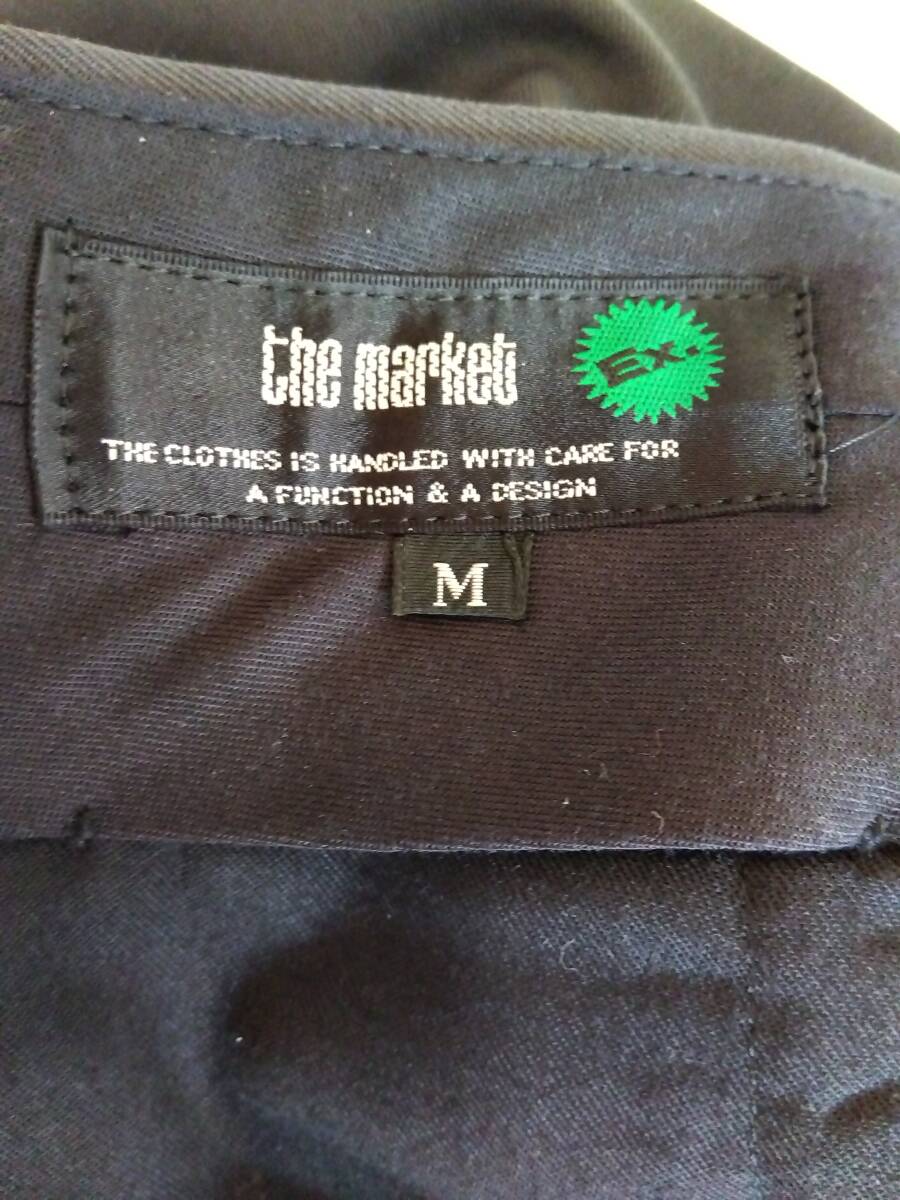 the market
Ex.
THE CLOTHES IS HANDLED WITH CARE FOR
A FUNCTION & A DESIGN
M